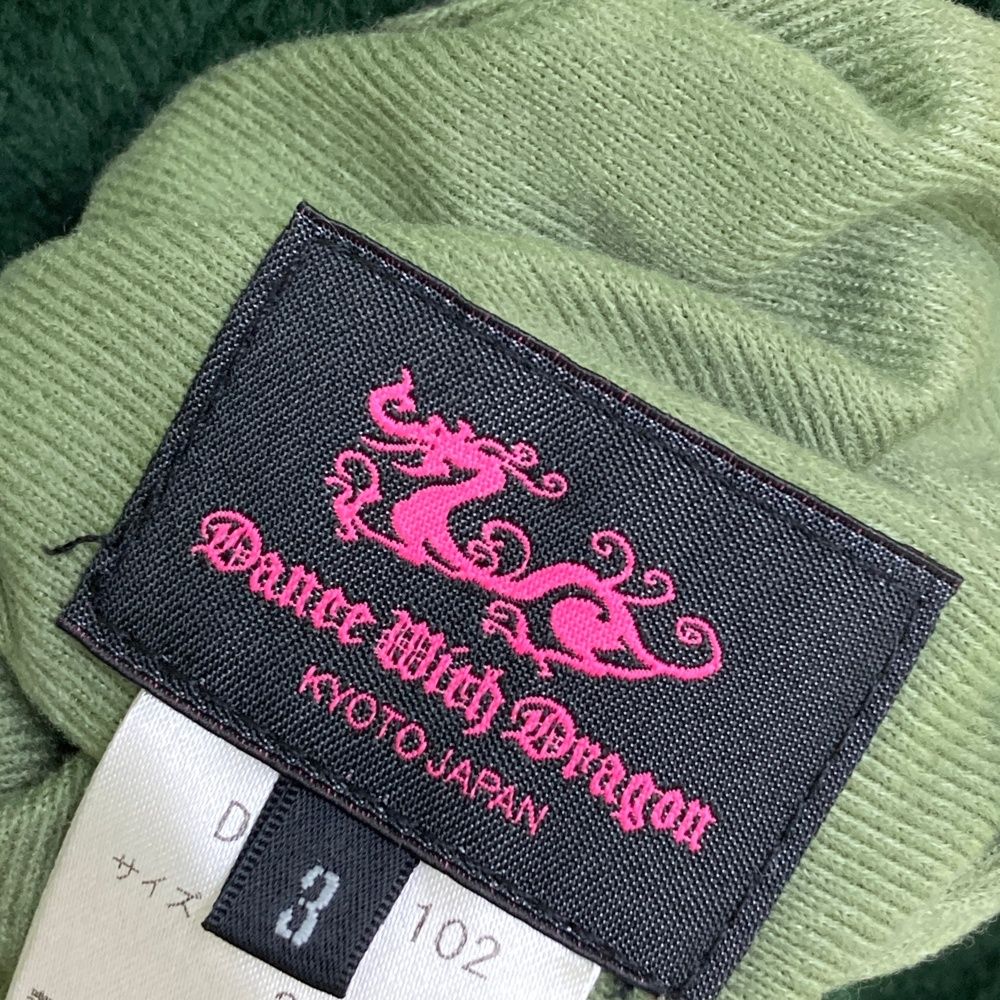 Dance With Dragon
KYOTO JAPAN
3
D
102
サイズ